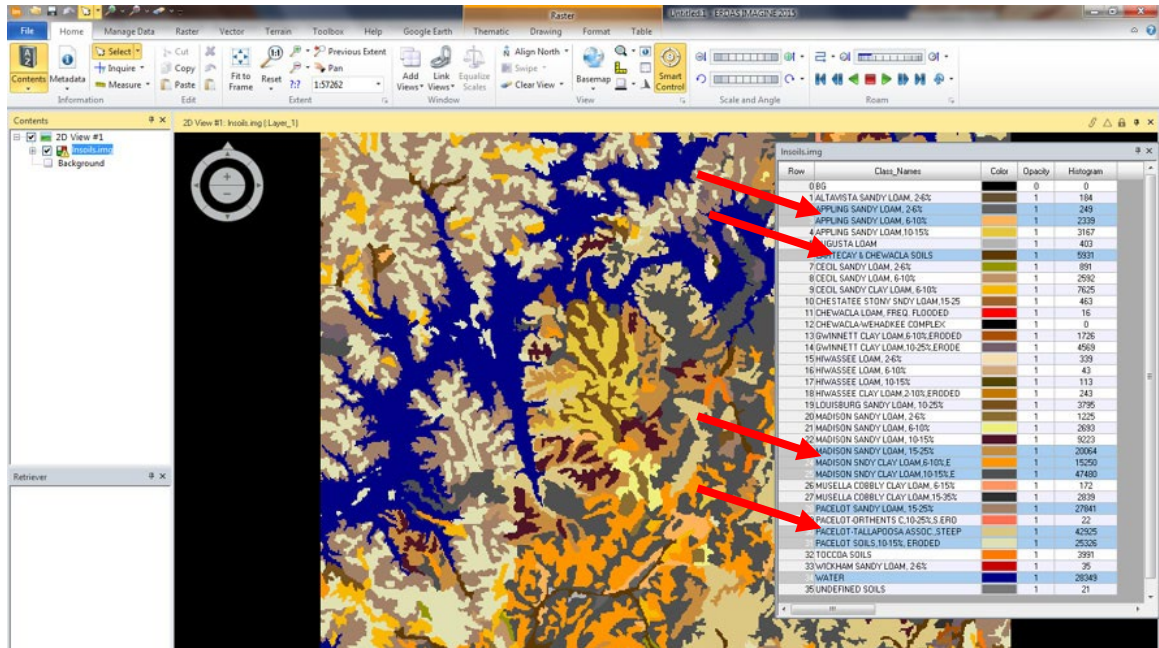 Raster
Untitled:1 - ERDAS IMAGINE 2015
File Home Manage Data Raster Vector Terrain Toolbox Help Google Earth Thematic Drawing Format Table
Contents
Metadata
Select
Inquire
Measure
Information
Cut
Copy
Paste
Edit
Fit to Frame
Reset
Previous Extent
Pan
1:57262
Extent
Add Views
Link Views
Equalize Scales
Window
Align North
Swipe
Clear View
Basemap
View
Smart Control
Scale and Angle
Roam
Contents
2D View #1
lnsoils.img
Background
Retriever
2D View #1: lnsoils.img (:Layer_1)
lnsoils.img
Row Class_Names Color Opacity Histogram
0 BG 0 0
1 ALTAVISTA SANDY LOAM, 2-6% 1 184
APPLING SANDY LOAM, 2-6% 1 249
APPLING SANDY LOAM, 6-10% 1 2339
4 APPLING SANDY LOAM,10-15% 1 3167
AUGUSTA LOAM 1 403
& CHEWACLA SOILS 1 5931
7 CECIL SANDY LOAM, 2-6% 1 891
8 CECIL SANDY LOAM, 6-10% 1 2592
9 CECIL SANDY CLAY LOAM, 6-10% 1 7625
10 CHESTATEE STONY SNDY LOAM,15-25 1 463
11 CHEWACLA LOAM, FREQ. FLOODED 1 16
12 CHEWACLA-WEHADKEE COMPLEX 1 0
13 GWINNETT CLAY LOAM,6-10%,ERODED 1 1726
14 GWINNETT CLAY LOAM,10-25%,ERODE 1 4569
15 HIWASSEE LOAM, 2-6% 1 339
16 HIWASSEE LOAM, 6-10% 1 43
17 HIWASSEE LOAM, 10-15% 1 113
18 HIWASSEE LOAM,2-10%,ERODED 1 243
19 LOUISBURG SANDY LOAM, 10-25% 1 3795
20 MADISON SANDY LOAM, 2-6% 1 1225
21 MADISON SANDY LOAM, 6-10% 1 2693
22 MADISON SANDY LOAM, 10-15% 1 9223
MADISON SANDY LOAM, 15-25% 1 20064
MADISON SNDY CLAY LOAM,6-10%,E 1 15250
MADISON SNDY CLAY LOAM,10-15%,E 1 47480
26 MUSELLA COBBLY CLAY LOAM, 6-15% 1 172
27 MUSELLA COBBLY CLAY LOAM,15-35% 1 2839
PACELOT SANDY LOAM, 15-25% 1 27841
PACELOT-ORTHENTS C,10-25%,S.ERO 1 22
PACELOT-TALLAPOOSA ASSOC.,STEEP 1 42925
PACELOT SOILS,10-15%, ERODED 1 25326
32 TOCCOA SOILS 1 3991
33 WICKHAM SANDY LOAM, 2-6% 1 35
WATER 1 28349
35 UNDEFINED SOILS 1 21